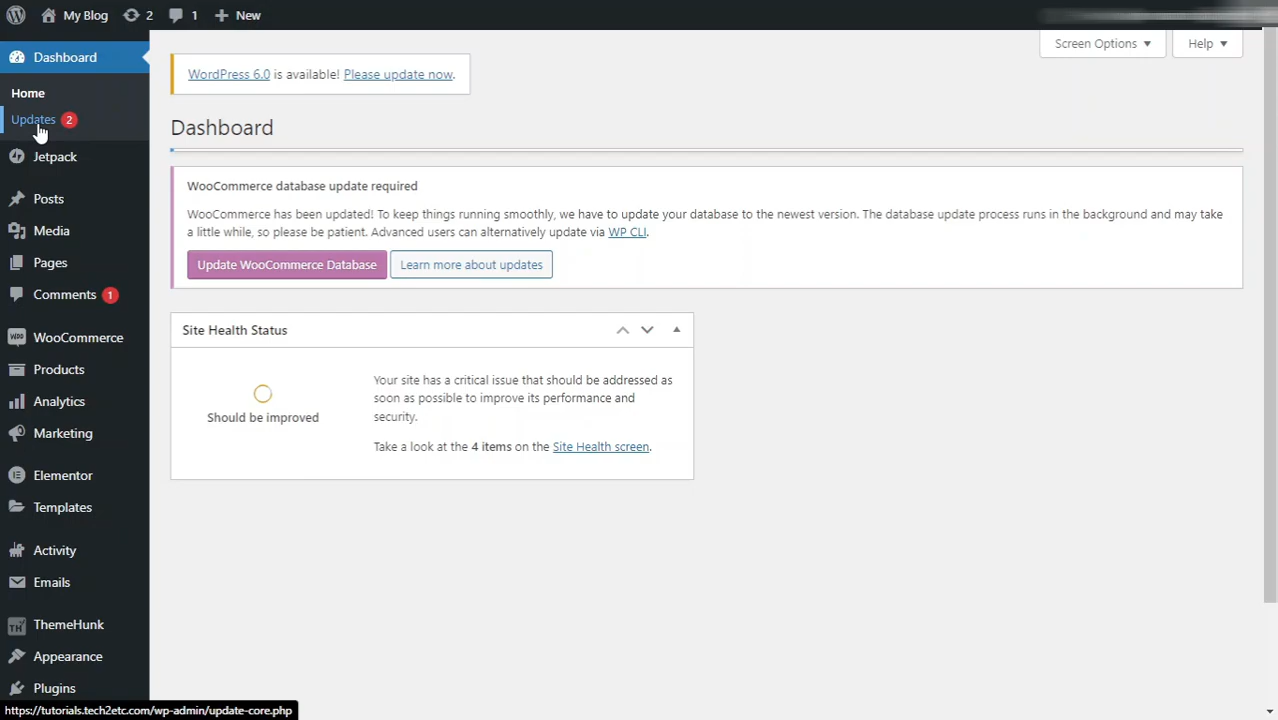 My Blog 2 1 New
Screen Options Help
Dashboard
Home
Updates 2
Jetpack
Posts
Media
Pages
Comments 1
WooCommerce
Products
Analytics
Marketing
Elementor
Templates
Activity
Emails
ThemeHunk
Appearance
Plugins
WordPress 6.0 is available! Please update now.
Dashboard
WooCommerce database update required
WooCommerce has been updated! To keep things running smoothly, we have to update your database to the newest version. The database update process runs in the background and may take
a little while, so please be patient. Advanced users can alternatively update via WP CLI.
Update WooCommerce Database Learn more about updates
Site Health Status
Should be improved
Your site has a critical issue that should be addressed as
soon as possible to improve its performance and
security.
Take a look at the 4 items on the Site Health screen.
https://tutorials.tech2etc.com/wp-admin/update-core.php